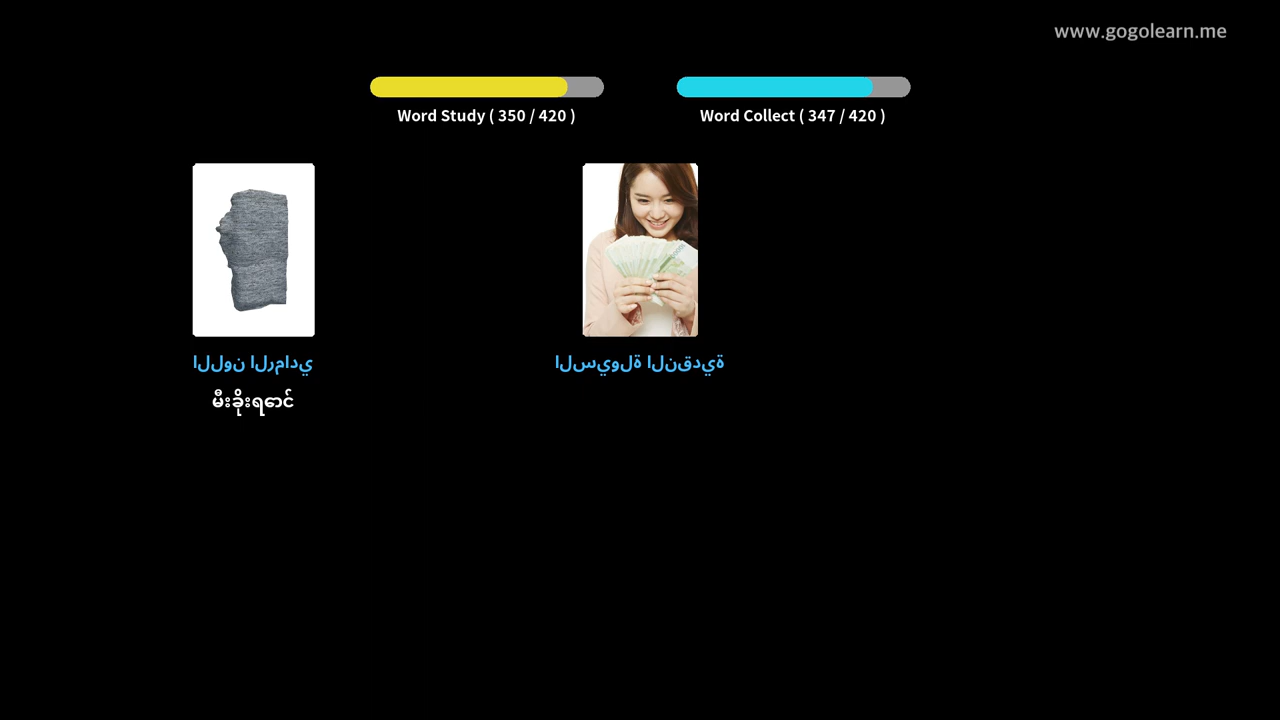 www.gogolearn.me
Word Study ( 350 / 420 )
Word Collect ( 347 / 420 )
اللون الرمادي
السيولة النقدية
မီးခိုးရောင်